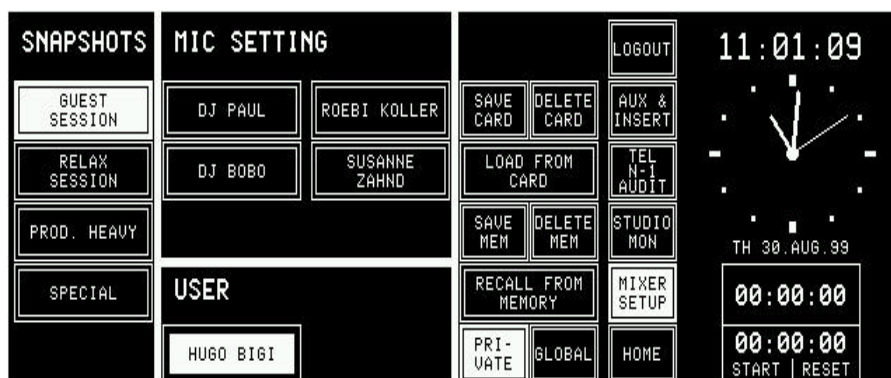 SNAPSHOTS
GUEST
SESSION
RELAX
SESSION
PROD. HEAVY
SPECIAL
MIC SETTING
DJ PAUL
ROEBI KOLLER
DJ BOBO
SUSANNE
ZAHND
USER
HUGO BIGI
LOGOUT
SAVE
CARD
DELETE
CARD
AUX &
INSERT
LOAD FROM
CARD
TEL
N-1
AUDIT
SAVE
MEM
DELETE
MEM
STUDIO
MON
RECALL FROM
MEMORY
MIXER
SETUP
PRI-
VATE
GLOBAL
HOME
11:01:09
TH 30.AUG.99
00:00:00
00:00:00
START | RESET